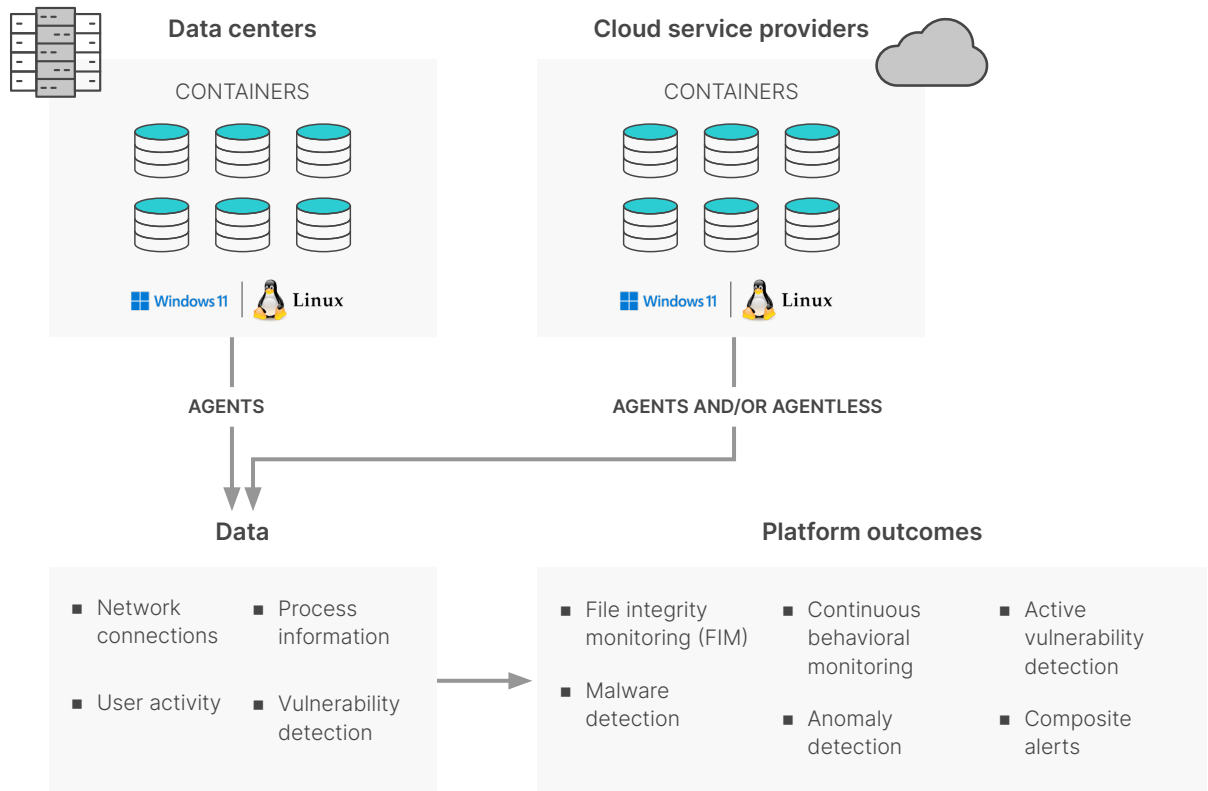 Data centers
Cloud service providers
CONTAINERS
CONTAINERS
Windows 11
Linux
Windows 11
Linux
AGENTS
AGENTS AND/OR AGENTLESS
Data
Platform outcomes
Network
connections
Process
information
User activity
Vulnerability
detection
File integrity
monitoring (FIM)
Malware
detection
Continuous
behavioral
monitoring
Anomaly
detection
Active
vulnerability
detection
Composite
alerts